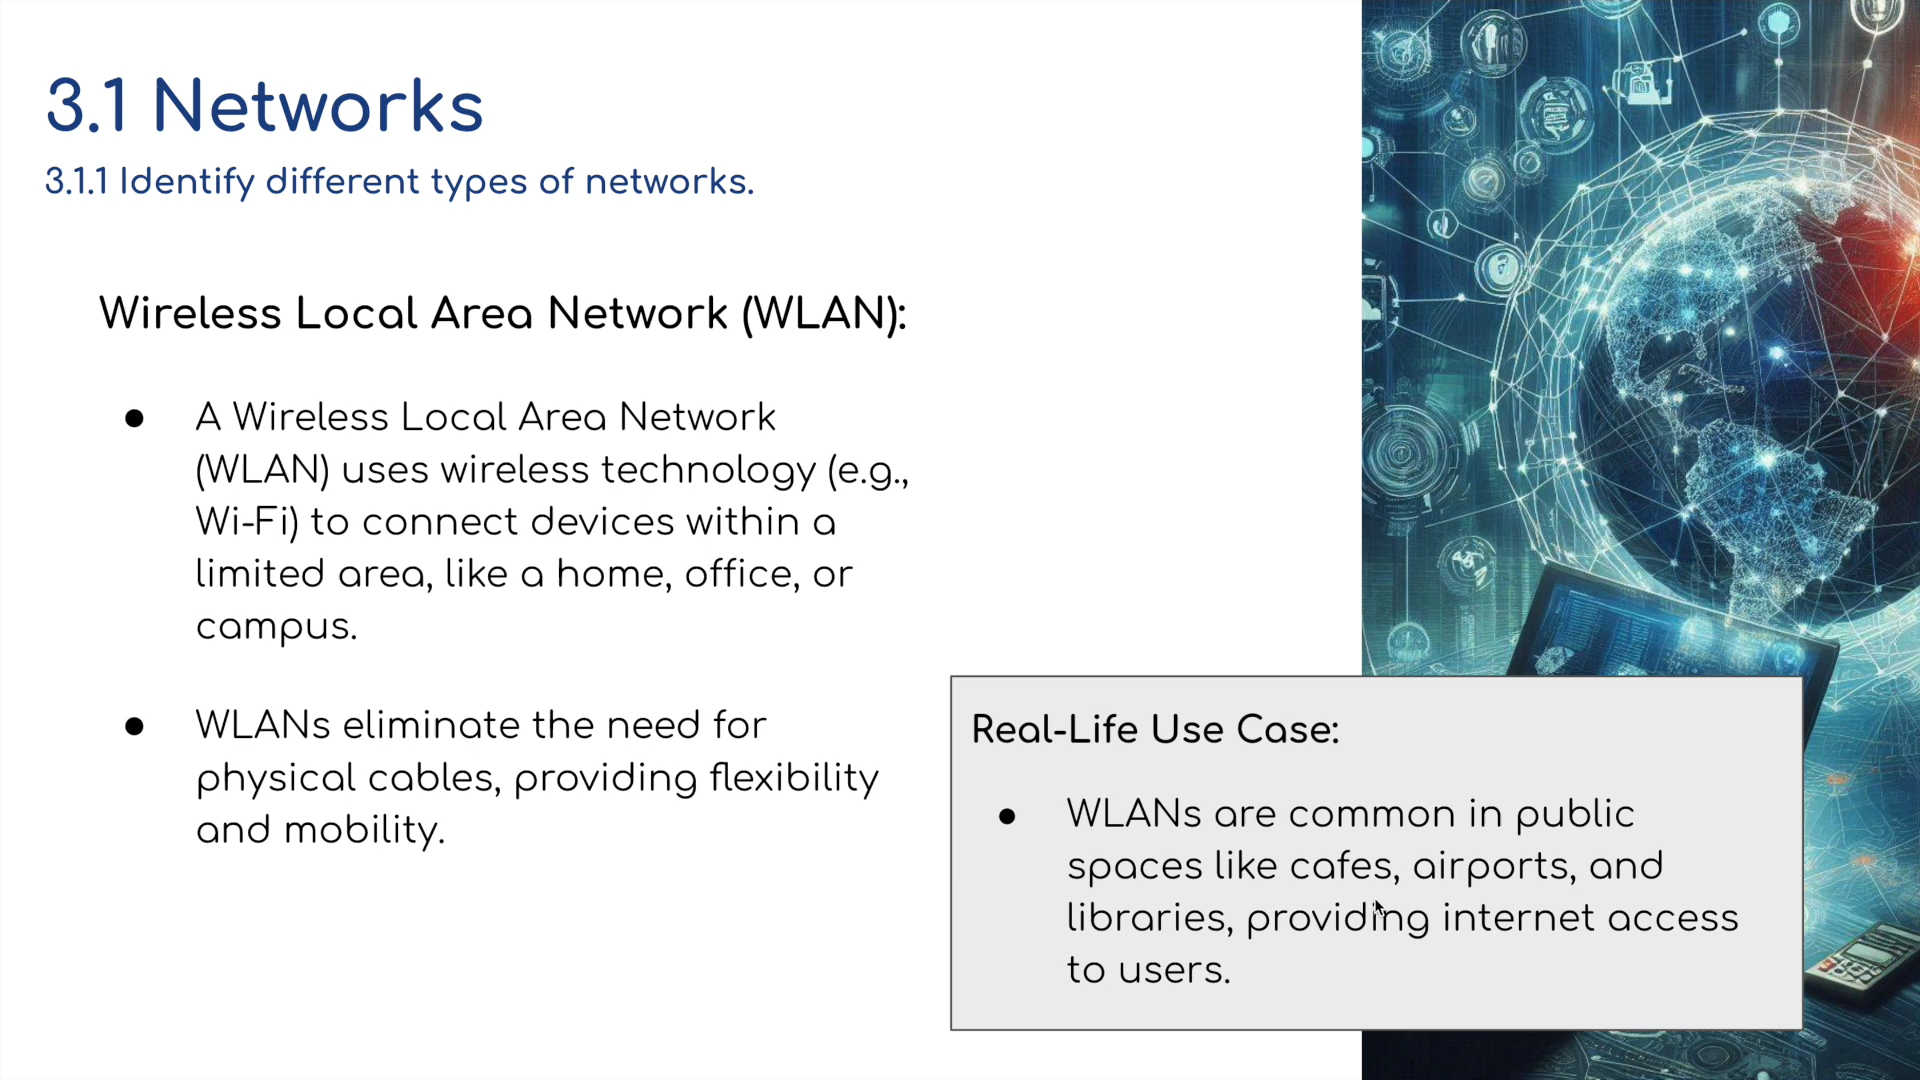 3.1 Networks
3.1.1 Identify different types of networks.
Wireless Local Area Network (WLAN):
● A Wireless Local Area Network
(WLAN) uses wireless technology (e.g.,
Wi-Fi) to connect devices within a
limited area, like a home, office, or
campus.
● WLANs eliminate the need for
physical cables, providing flexibility
and mobility.
Real-Life Use Case:
● WLANs are common in public
spaces like cafes, airports, and
libraries, providing internet access
to users.